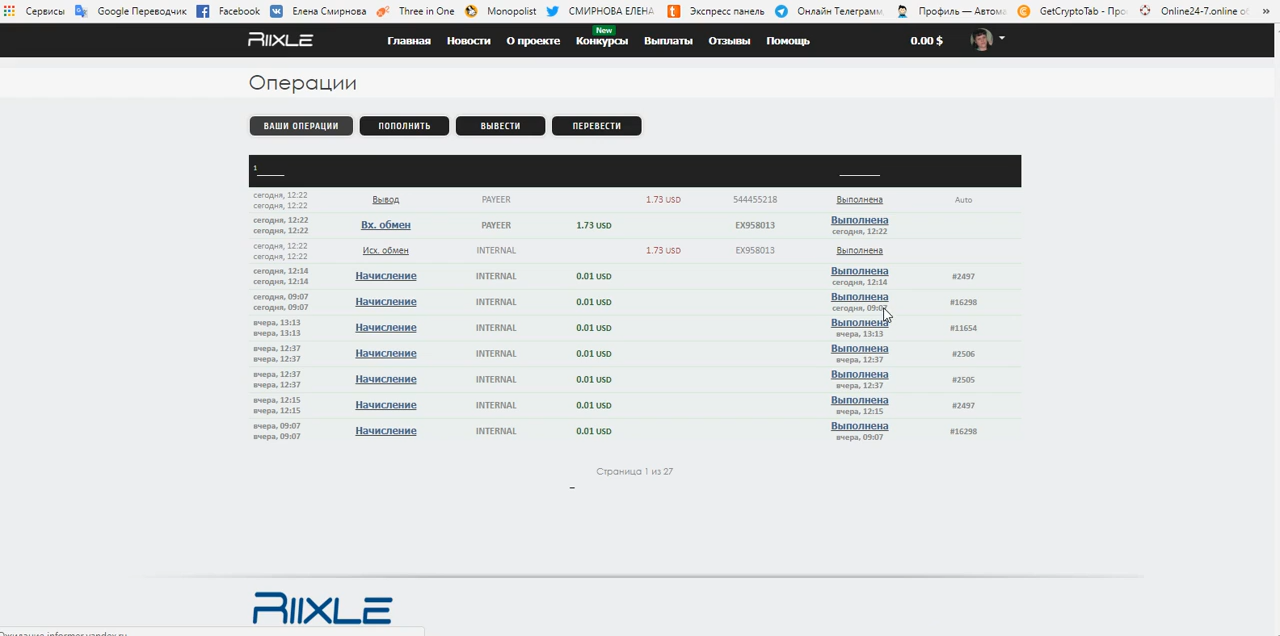 Сервисы Google Переводчик Facebook Елена Смирнова Three in One Monopolist СМИРНОВА ЕЛЕНА Экспресс панель Онлайн Телеграмм Профиль — Автома GetCryptoTab - Про Online24-7.online о »
RIIXLE Главная Новости О проекте New Конкурсы Выплаты Отзывы Помощь 0.00 $
Операции
ВАШИ ОПЕРАЦИИ ПОПОЛНИТЬ ВЫВЕСТИ ПЕРЕВЕСТИ
1
сегодня, 12:22 Вывод PAYEER 1.73 USD 544455218 Выполнена Auto
сегодня, 12:22
сегодня, 12:22 Вх. обмен PAYEER 1.73 USD EX958013 Выполнена
сегодня, 12:22 сегодня, 12:22
сегодня, 12:22 Исх. обмен INTERNAL 1.73 USD EX958013 Выполнена
сегодня, 12:22
сегодня, 12:14 Начисление INTERNAL 0.01 USD Выполнена #2497
сегодня, 12:14 сегодня, 12:14
сегодня, 09:07 Начисление INTERNAL 0.01 USD Выполнена #16298
сегодня, 09:07 сегодня, 09:07
вчера, 13:13 Начисление INTERNAL 0.01 USD Выполнена #11654
вчера, 13:13 вчера, 13:13
вчера, 12:37 Начисление INTERNAL 0.01 USD Выполнена #2506
вчера, 12:37 вчера, 12:37
вчера, 12:37 Начисление INTERNAL 0.01 USD Выполнена #2505
вчера, 12:37 вчера, 12:37
вчера, 12:15 Начисление INTERNAL 0.01 USD Выполнена #2497
вчера, 12:15 вчера, 12:15
вчера, 09:07 Начисление INTERNAL 0.01 USD Выполнена #16298
вчера, 09:07 вчера, 09:07
Страница 1 из 27
RIIXLE
Ожидание informer.yandex.ru